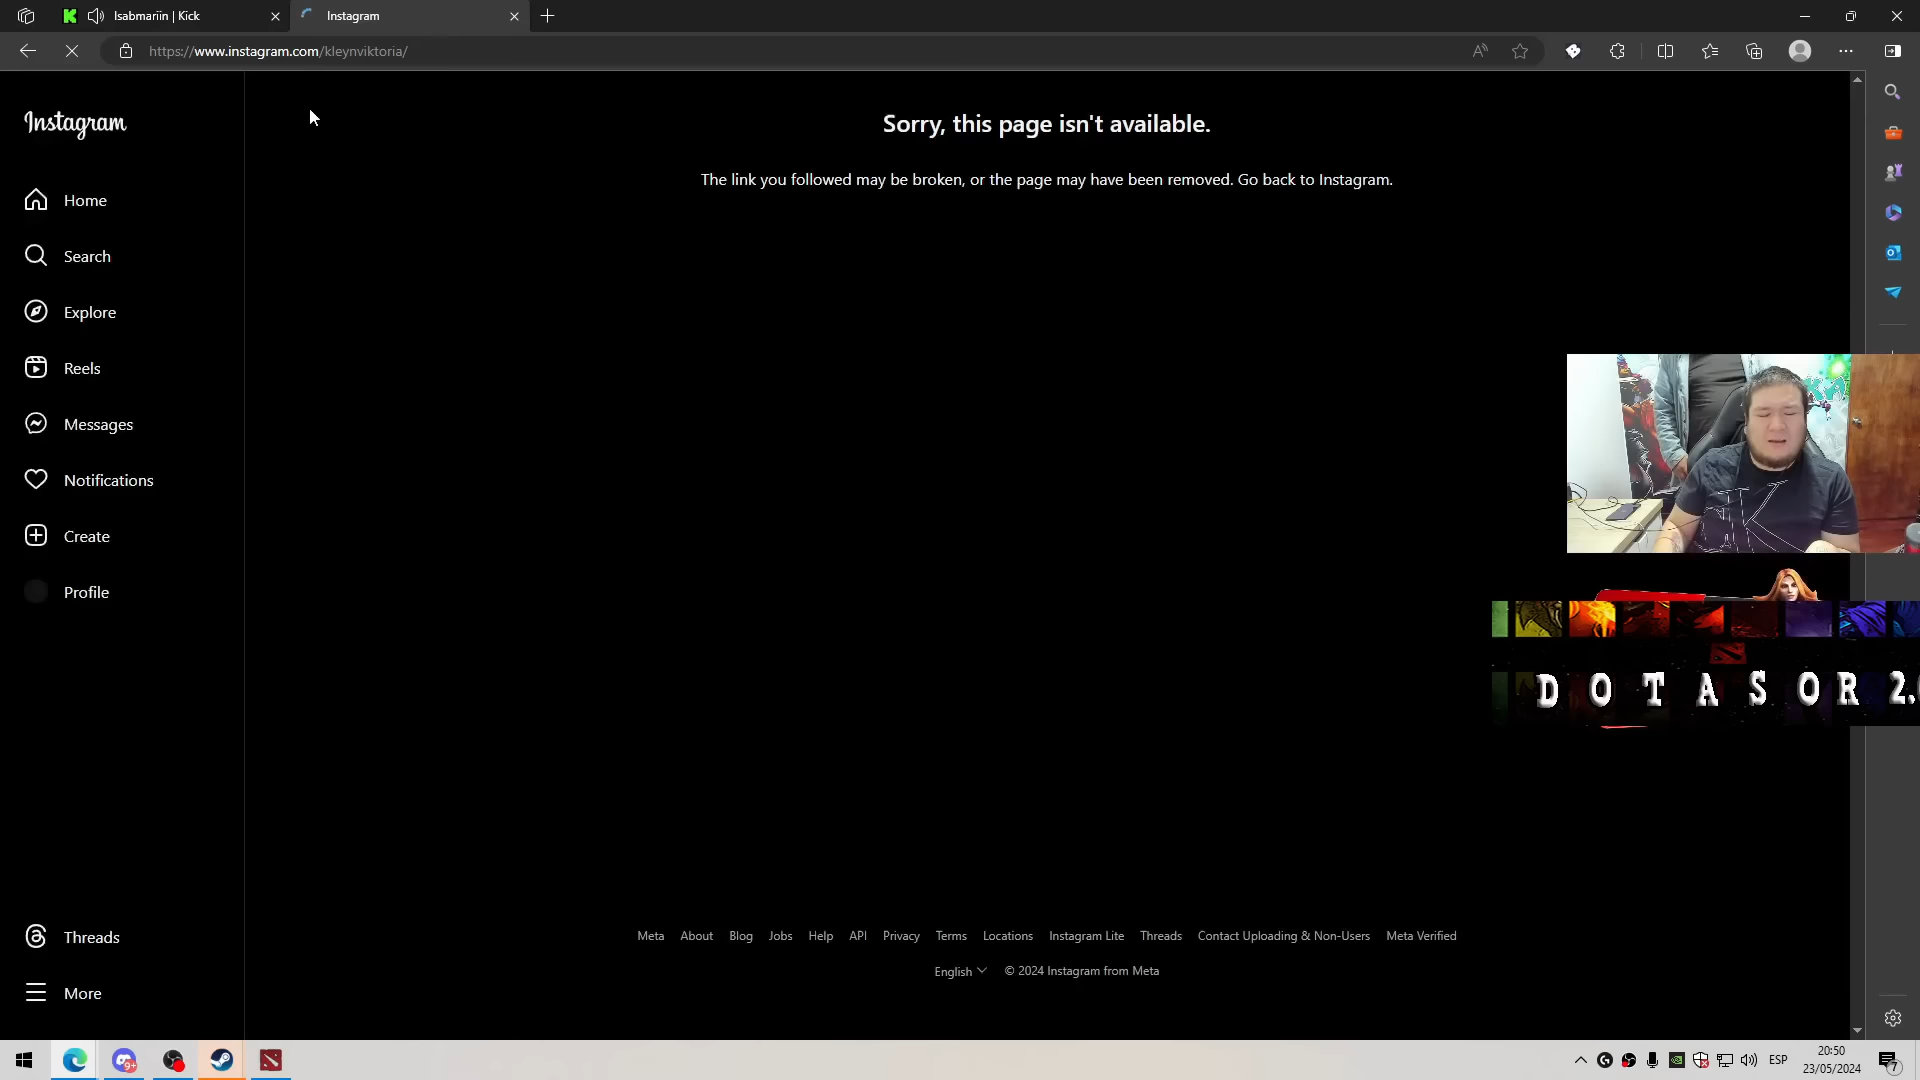 Isabmariin | Kick
Instagram
https://www.instagram.com/kleynviktoria/
Instagram
Home
Search
Explore
Reels
Messages
Notifications
Create
Profile
Threads
More
Sorry, this page isn't available.
The link you followed may be broken, or the page may have been removed. Go back to Instagram.
DOTASOR 2.
Meta About Blog Jobs Help API Privacy Terms Locations Instagram Lite Threads Contact Uploading & Non-Users Meta Verified
English © 2024 Instagram from Meta
9+
ESP
20:50
23/05/2024
7